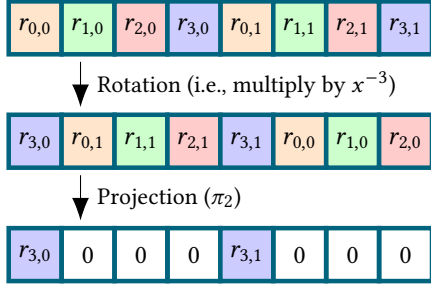 r0,0 r1,0 r2,0 r3,0 r0,1 r1,1 r2,1 r3,1
Rotation (i.e., multiply by x⁻³)
r3,0 r0,1 r1,1 r2,1 r3,1 r0,0 r1,0 r2,0
Projection (π₂)
r3,0 0 0 0 r3,1 0 0 0